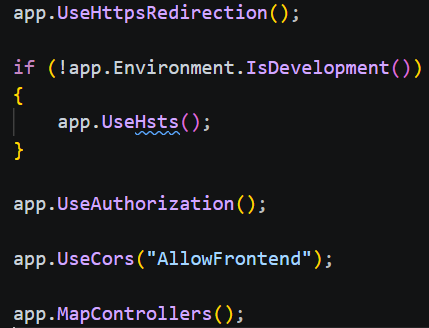 app.UseHttpsRedirection();
if (!app.Environment.IsDevelopment())
{
    app.UseHsts();
}
app.UseAuthorization();
app.UseCors("AllowFrontend");
app.MapControllers();